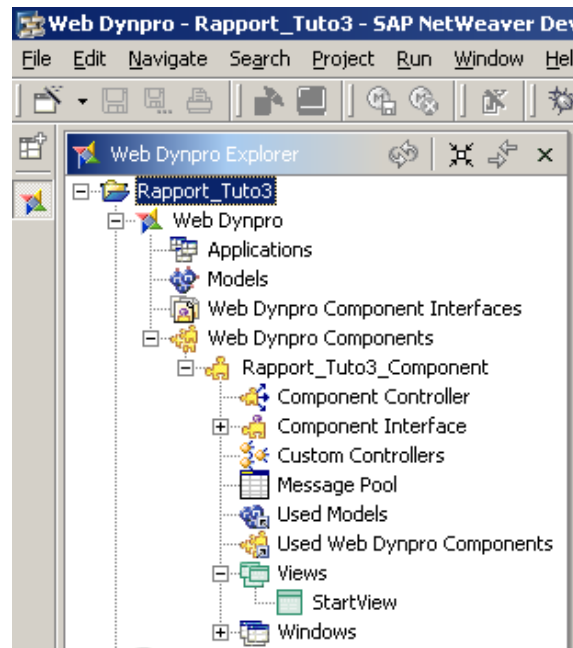 Web Dynpro - Rapport_Tuto3 - SAP NetWeaver Dev
File Edit Navigate Search Project Run Window Hel
Web Dynpro Explorer
Rapport_Tuto3
Web Dynpro
Applications
Models
Web Dynpro Component Interfaces
Web Dynpro Components
Rapport_Tuto3_Component
Component Controller
Component Interface
Custom Controllers
Message Pool
Used Models
Used Web Dynpro Components
Views
StartView
Windows